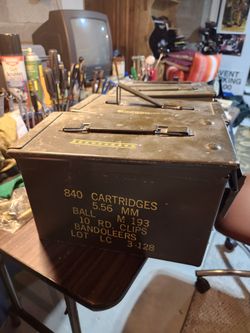 840 CARTRIDGES
5.56 MM
BALL M 193
10 RD. CLIPS
BANDOLEERS
LOT LC 3-128